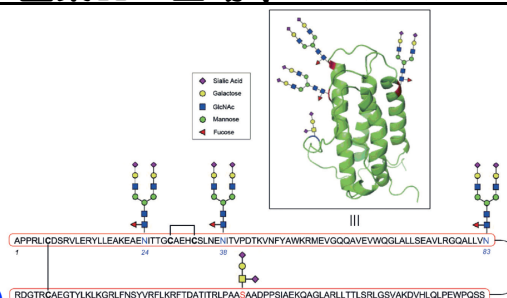 Sialic Acid
Galactose
GlcNAc
Mannose
Fucose
APPRLICDSRVLERYLLEAKEAENITTGCAEHCSLNENITVPDTKVNFYAWKRMEVGQQAVEVWQGLALLSEAVLRGQALLVN
1 24 38 83
RDGTRCAEGTYLKLKGRLFNSYVRFLKRFTDATITRLPAASAADPPSIAEKQAGLARLLTTLSRLGSVAKDVHLQLPEWPQSS